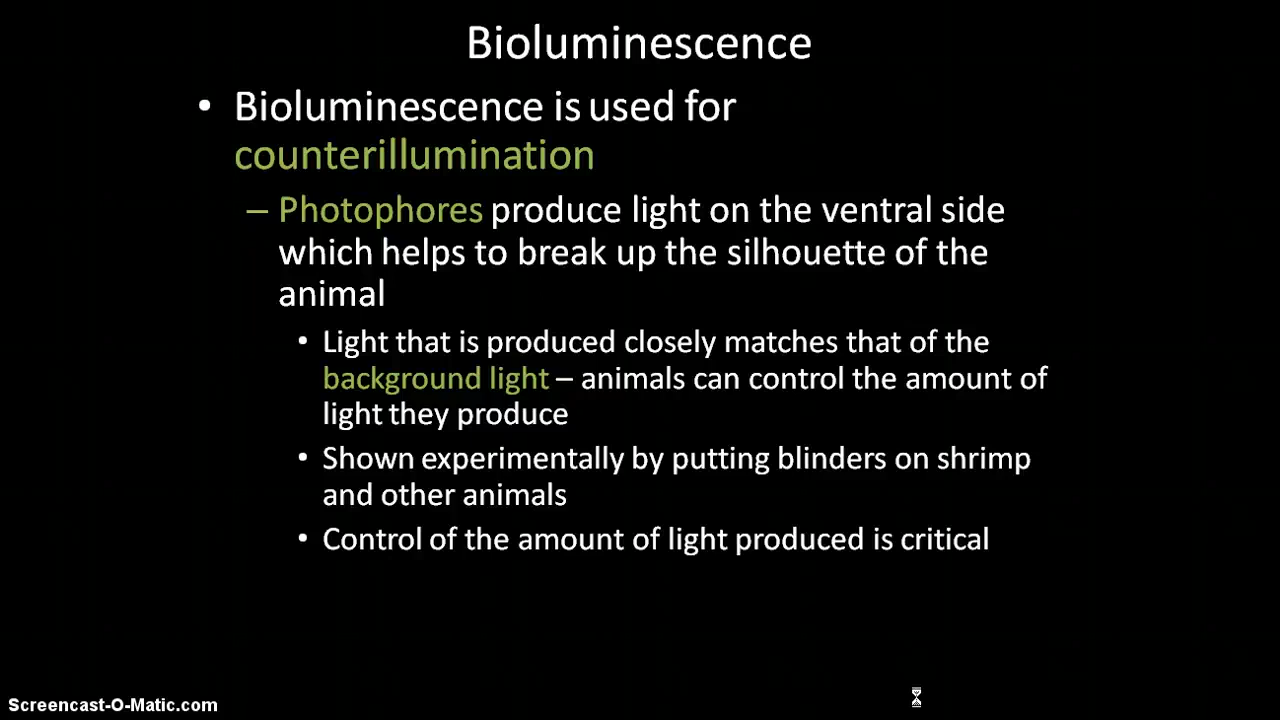 Bioluminescence
• Bioluminescence is used for
counterillumination
– Photophores produce light on the ventral side
which helps to break up the silhouette of the
animal
• Light that is produced closely matches that of the
background light – animals can control the amount of
light they produce
• Shown experimentally by putting blinders on shrimp
and other animals
• Control of the amount of light produced is critical
Screencast-O-Matic.com